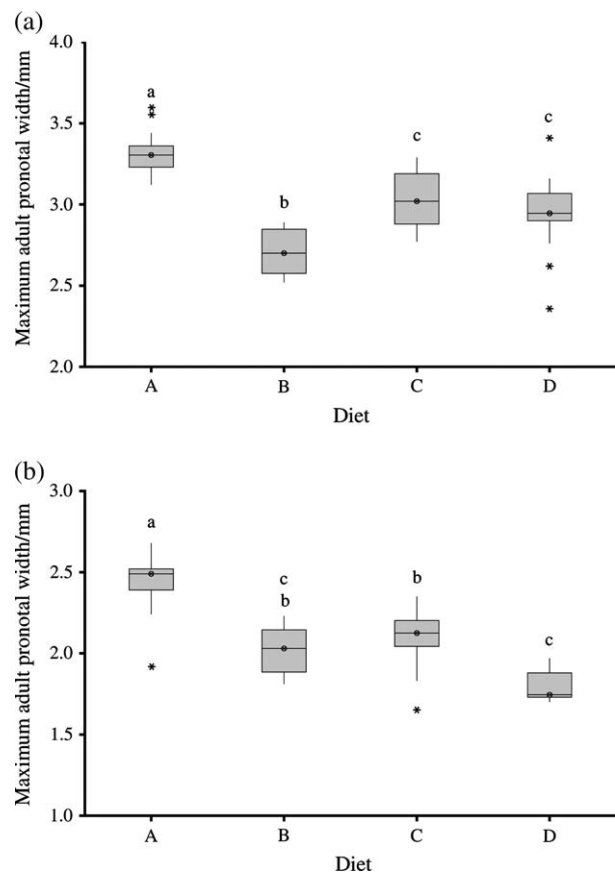 (a)
Maximum adult pronotal width/mm
4.0
3.5
3.0
2.5
2.0
a
b
c
c
A B C D
Diet
(b)
Maximum adult pronotal width/mm
3.0
2.5
2.0
1.5
1.0
a
c
b
b
c
A B C D
Diet